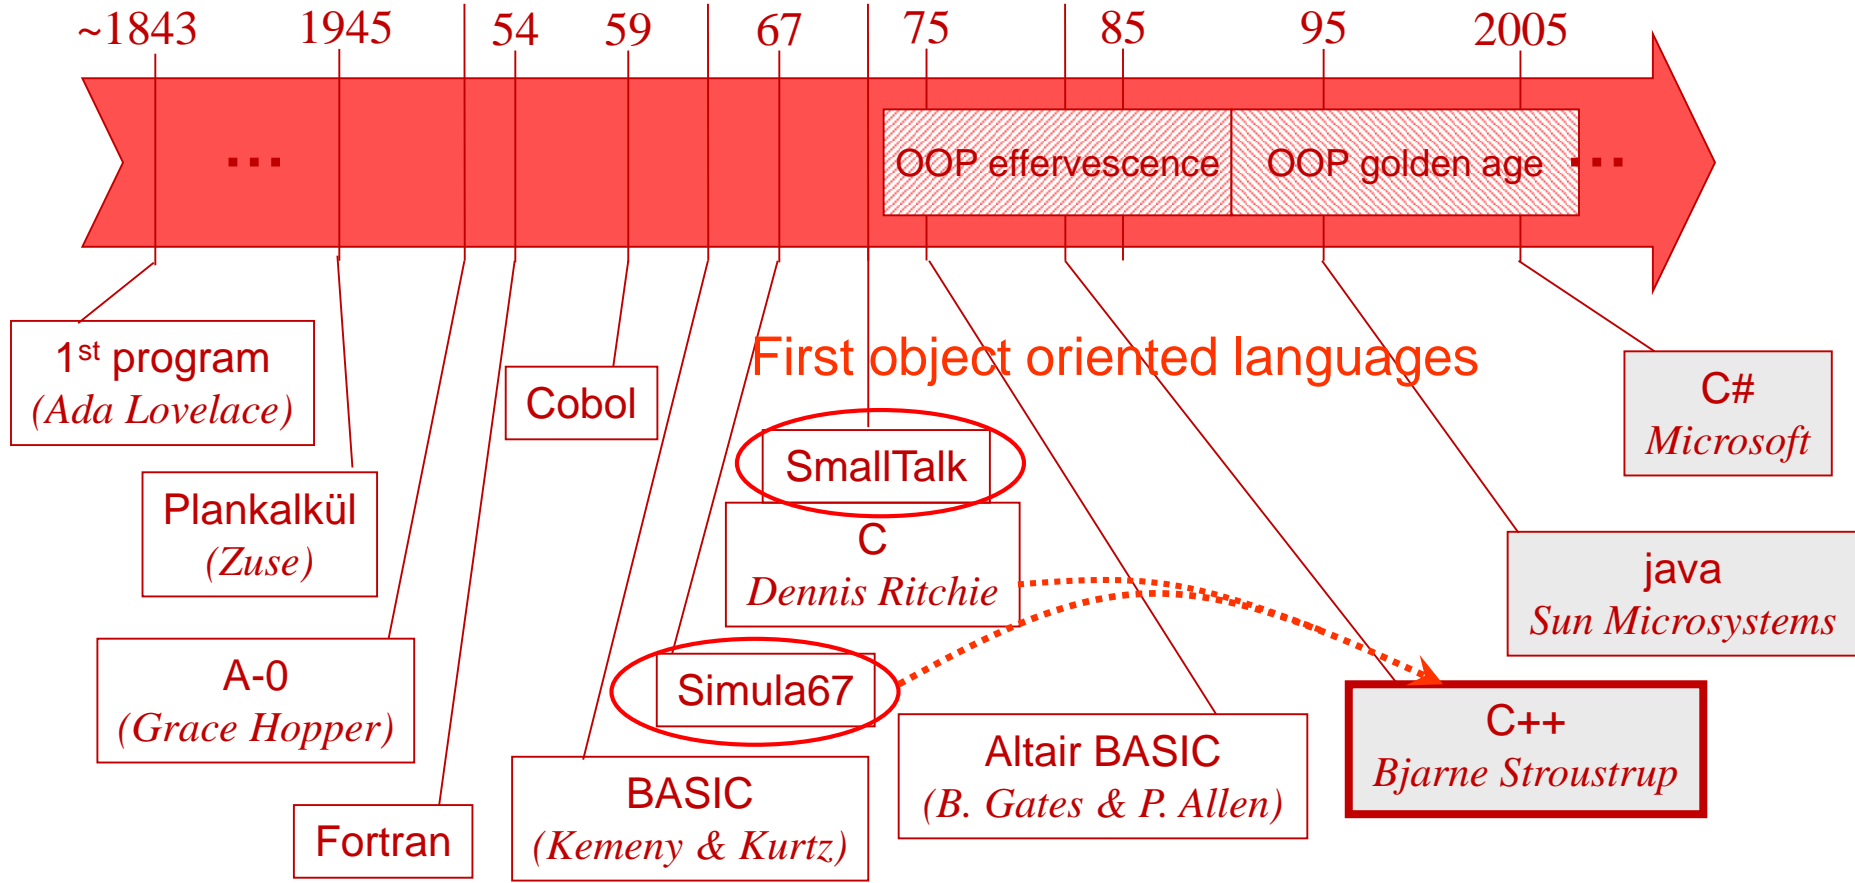 ~1843 1945 54 59 67 75 85 95 2005
... OOP effervescence OOP golden age ...
First object oriented languages
1st program
(Ada Lovelace)
Plankalkül
(Zuse)
A-0
(Grace Hopper)
Fortran
Cobol
BASIC
(Kemeny & Kurtz)
SmallTalk
C
Dennis Ritchie
Simula67
Altair BASIC
(B. Gates & P. Allen)
C++
Bjarne Stroustrup
java
Sun Microsystems
C#
Microsoft